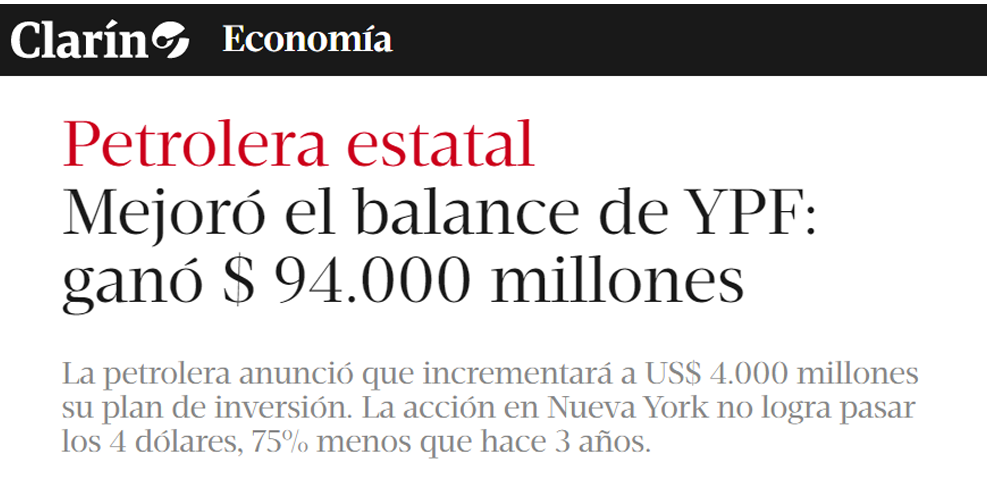 Clarín Economía
Petrolera estatal
Mejoró el balance de YPF:
ganó $ 94.000 millones
La petrolera anunció que incrementará a US$ 4.000 millones
su plan de inversión. La acción en Nueva York no logra pasar
los 4 dólares, 75% menos que hace 3 años.